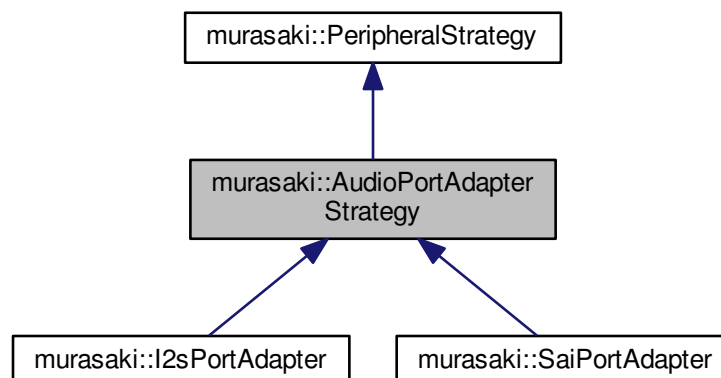 murasaki::PeripheralStrategy
murasaki::AudioPortAdapter
Strategy
murasaki::I2sPortAdapter
murasaki::SaiPortAdapter